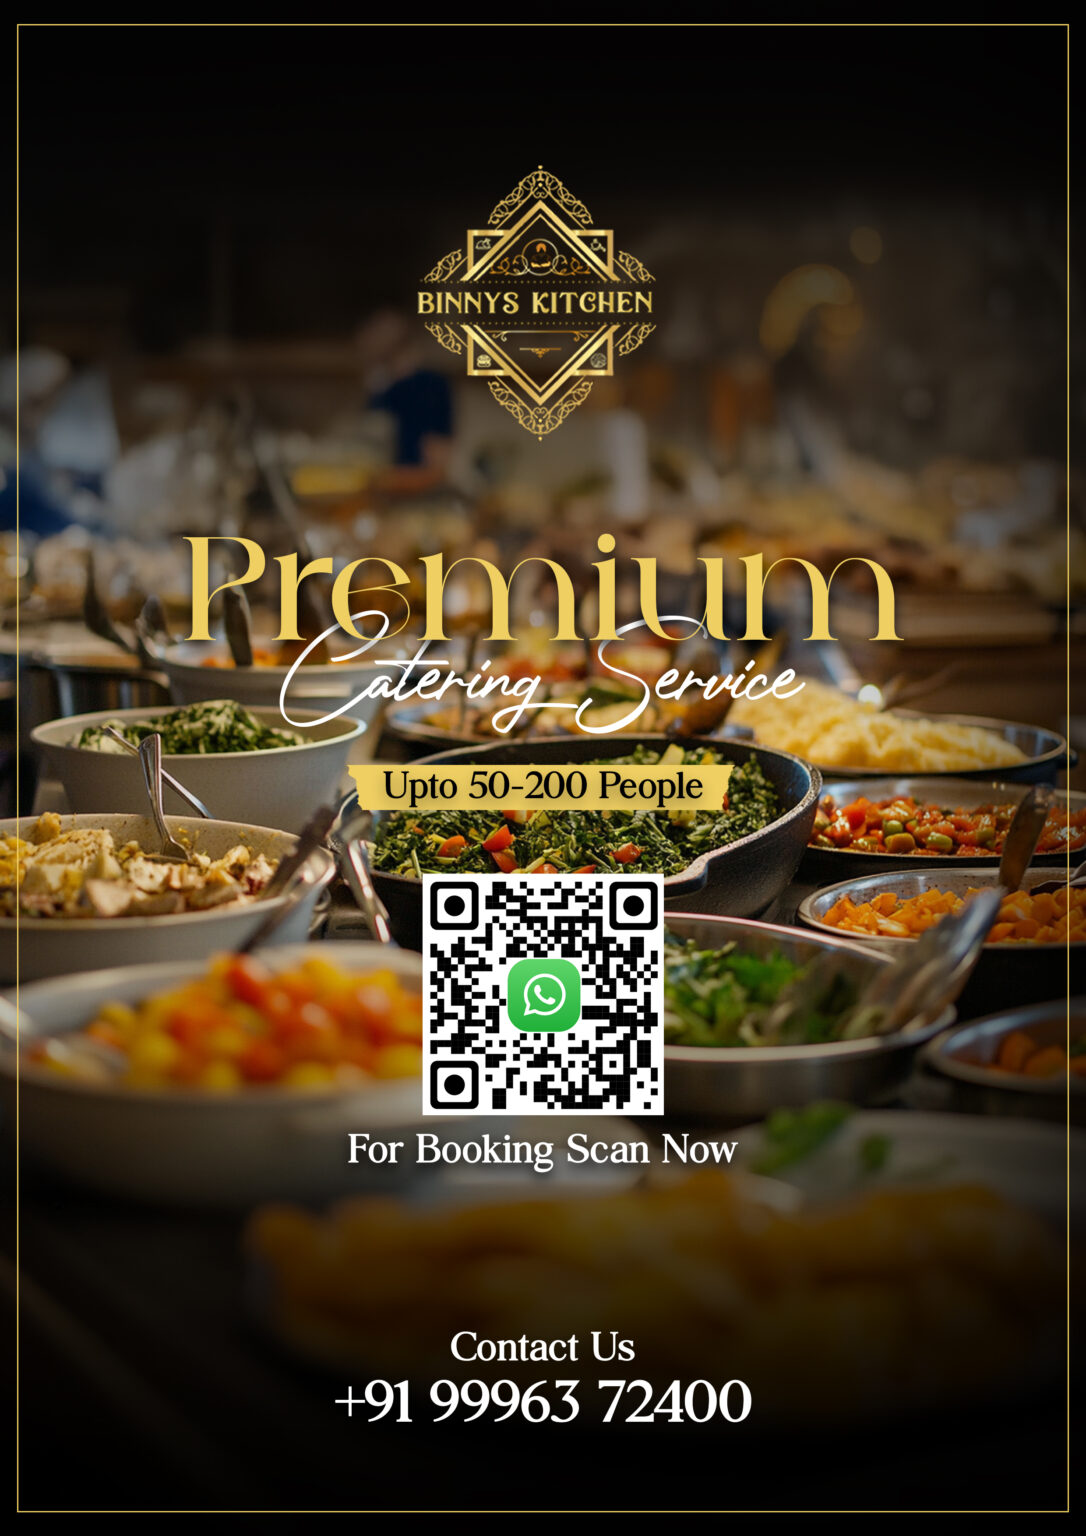 BINNYS KITCHEN
Premium
Catering Service
Upto 50-200 People
For Booking Scan Now
Contact Us
+91 99963 72400